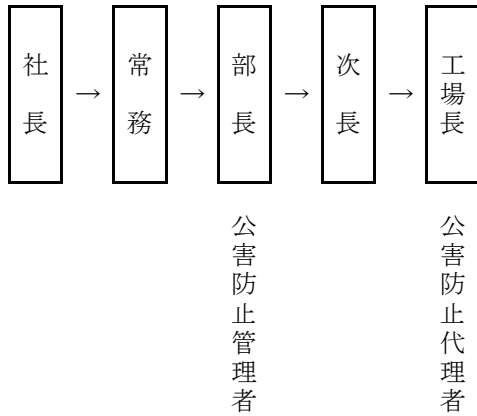 社長 → 常務 → 部長 → 次長 → 工場長
公害防止管理者
公害防止代理者